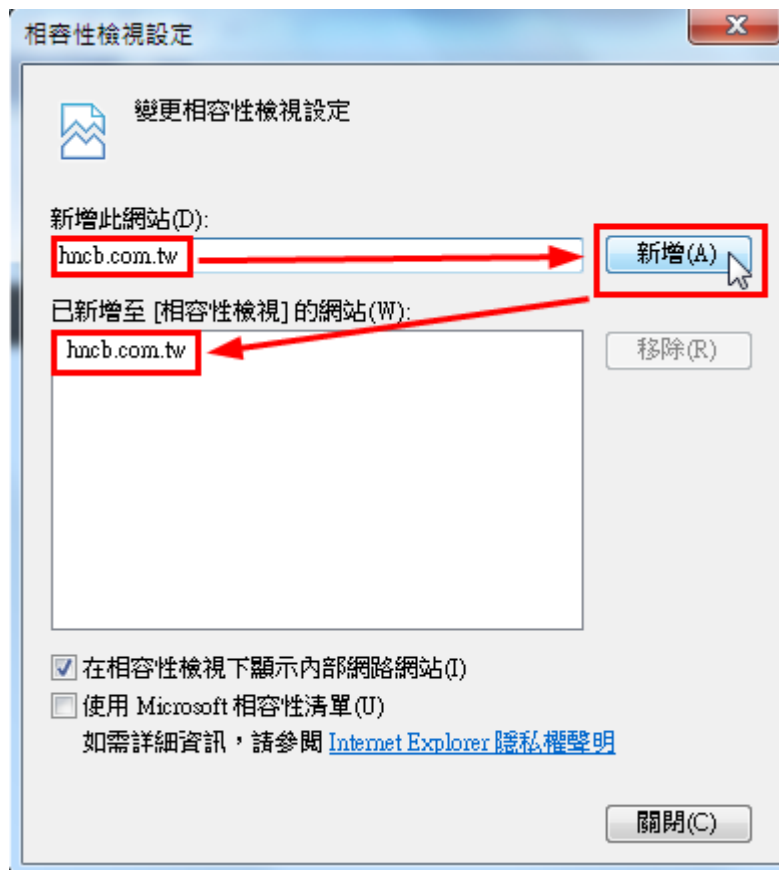 相容性檢視設定
變更相容性檢視設定
新增此網站(D):
hncb.com.tw
新增(A)
已新增至 [相容性檢視] 的網站(W):
hncb.com.tw
移除(R)
在相容性檢視下顯示內部網路網站(I)
使用 Microsoft 相容性清單(U)
如需詳細資訊，請參閱 Internet Explorer 隱私權聲明
關閉(C)